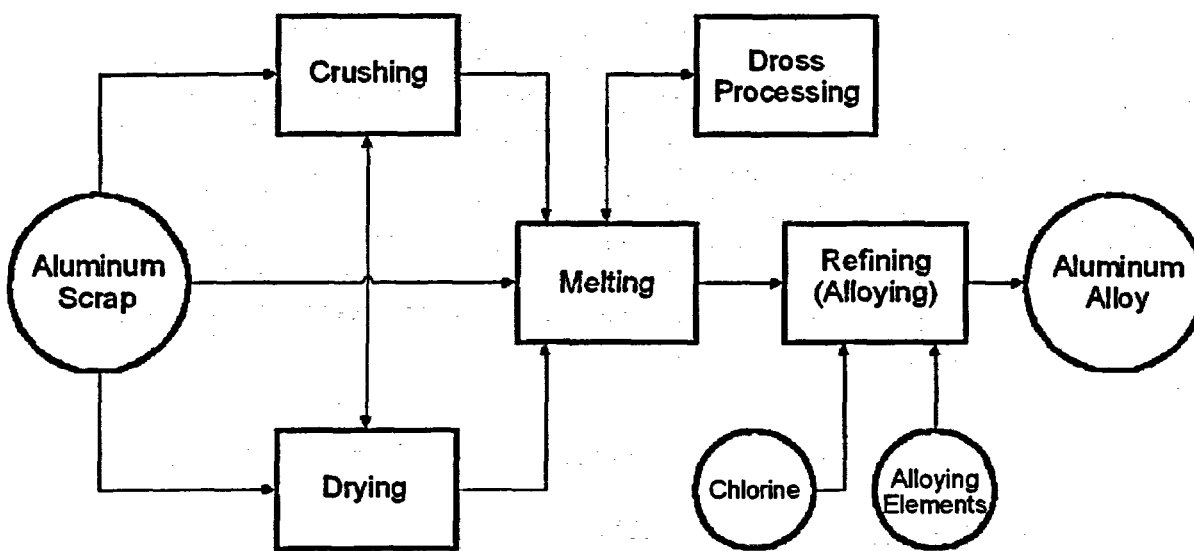 Crushing
Dross
Processing
Aluminum
Scrap
Melting
Refining
(Alloying)
Aluminum
Alloy
Drying
Chlorine
Alloying
Elements